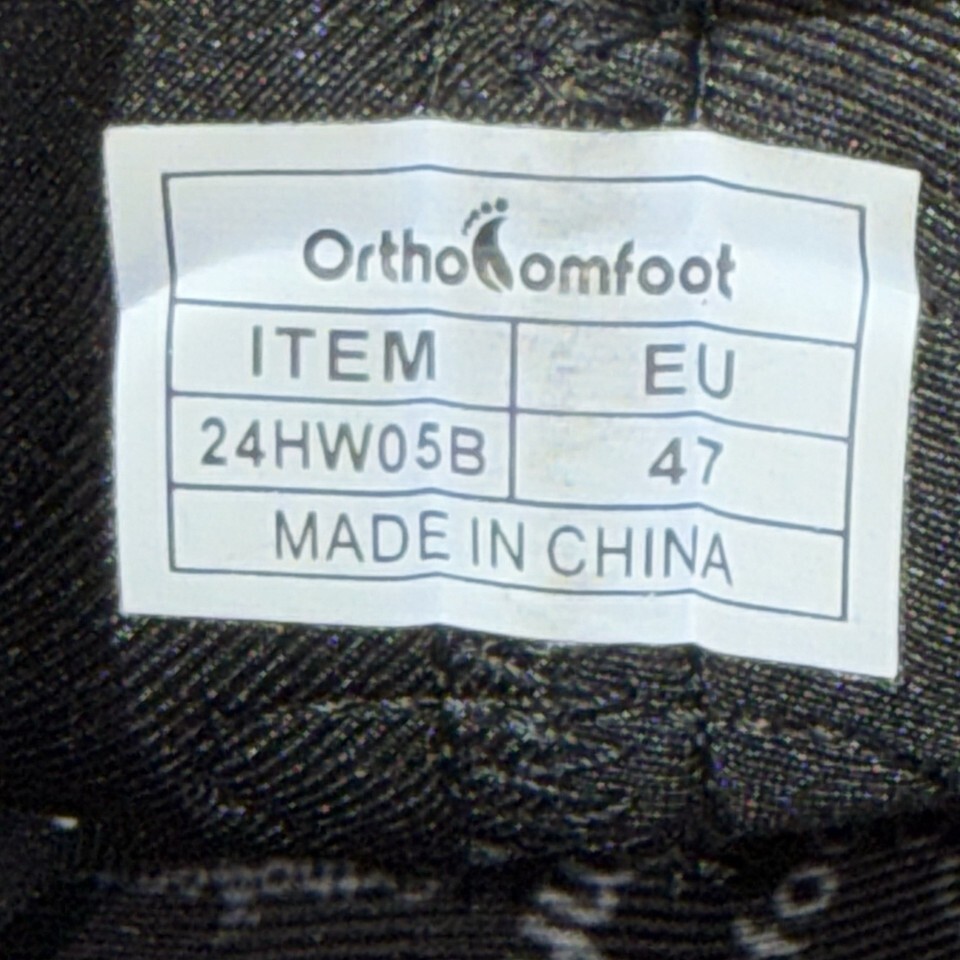 OrthoComfoot
ITEM EU
24HW05B 47
MADE IN CHINA